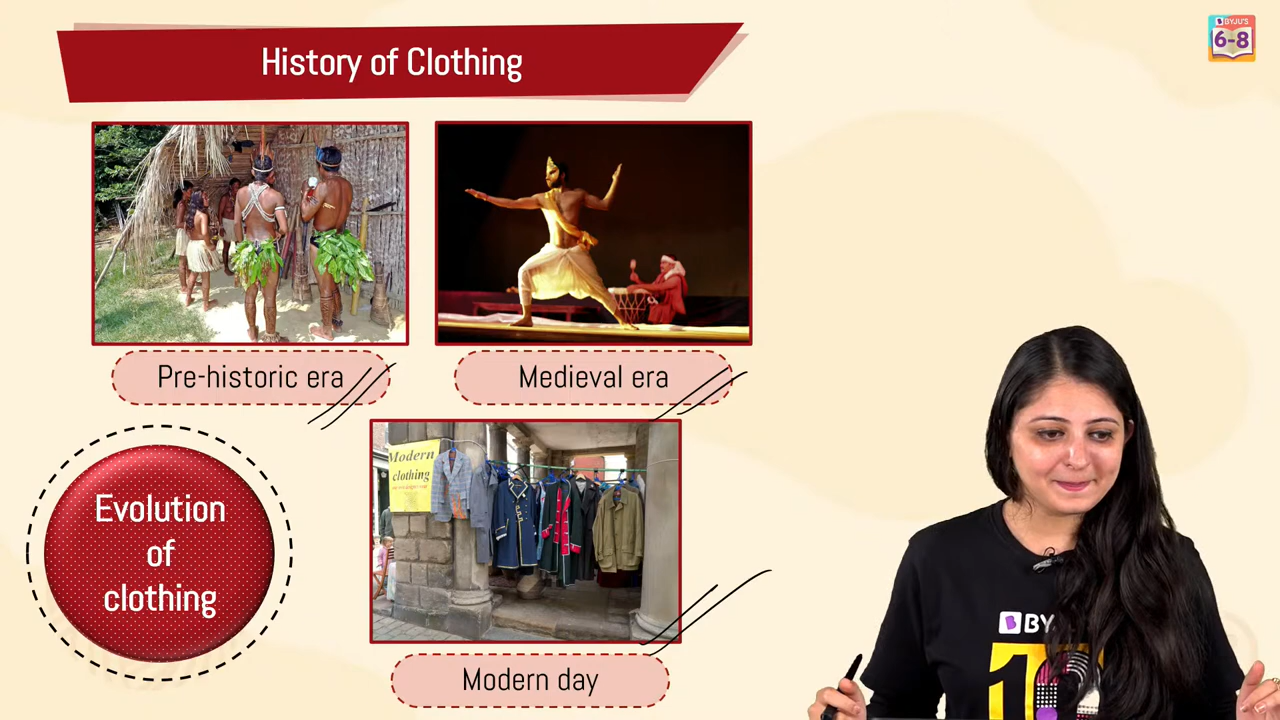 History of Clothing
BYJU'S
6-8
Pre-historic era
Medieval era
Modern
clothing
Evolution
of
clothing
Modern day
BY